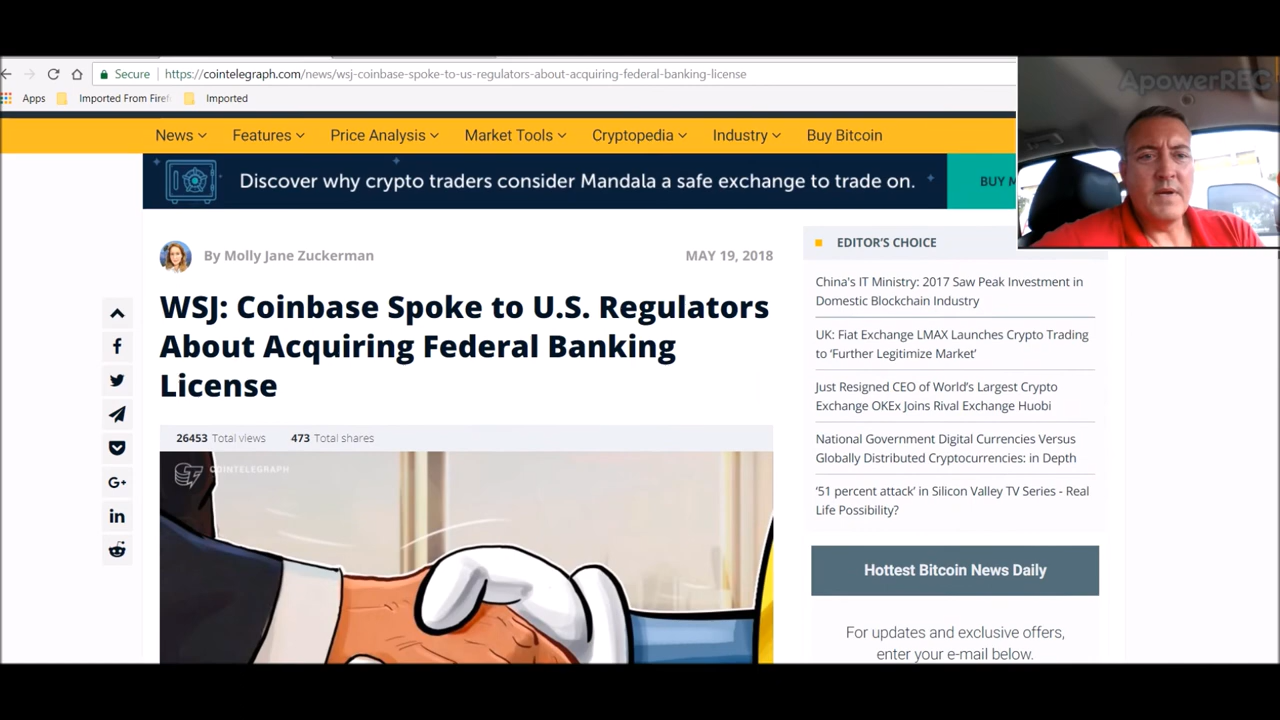 ApowerREC
Secure
https://cointelegraph.com/news/wsj-coinbase-spoke-to-us-regulators-about-acquiring-federal-banking-license
Apps Imported From Firef Imported
News Features Price Analysis Market Tools Cryptopedia Industry Buy Bitcoin
Discover why crypto traders consider Mandala a safe exchange to trade on.
BUY M
By Molly Jane Zuckerman
MAY 19, 2018
WSJ: Coinbase Spoke to U.S. Regulators
About Acquiring Federal Banking
License
26453 Total views 473 Total shares
COINTELEGRAPH
G+
in
EDITOR'S CHOICE
China's IT Ministry: 2017 Saw Peak Investment in
Domestic Blockchain Industry
UK: Fiat Exchange LMAX Launches Crypto Trading
to ‘Further Legitimize Market’
Just Resigned CEO of World’s Largest Crypto
Exchange OKEx Joins Rival Exchange Huobi
National Government Digital Currencies Versus
Globally Distributed Cryptocurrencies: in Depth
‘51 percent attack’ in Silicon Valley TV Series - Real
Life Possibility?
Hottest Bitcoin News Daily
For updates and exclusive offers,
enter your e-mail below.